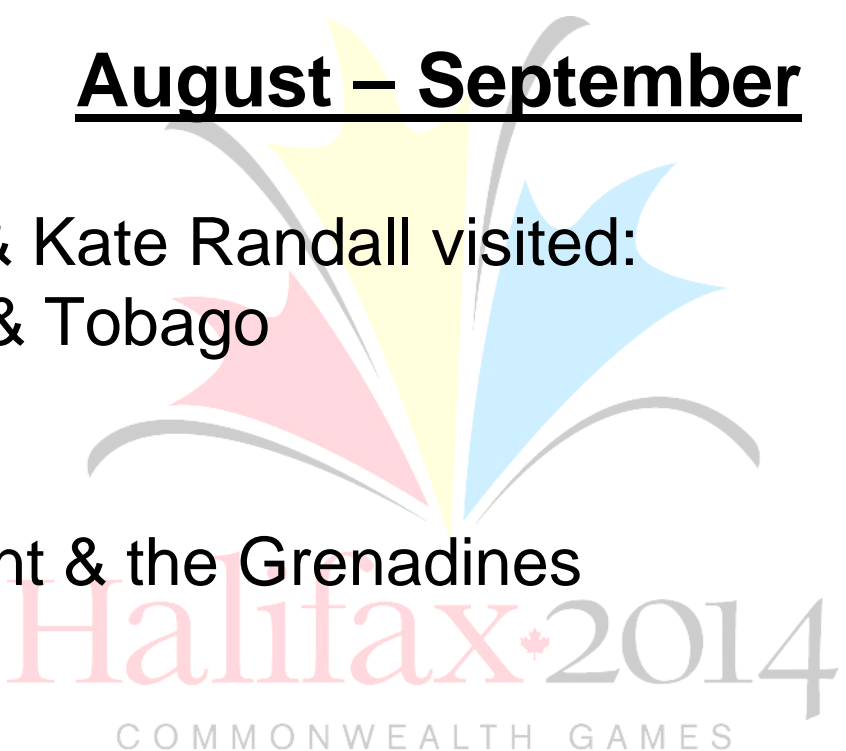 August – September
& Kate Randall visited:
& Tobago
nt & the Grenadines
Halifax 2014
COMMONWEALTH GAMES